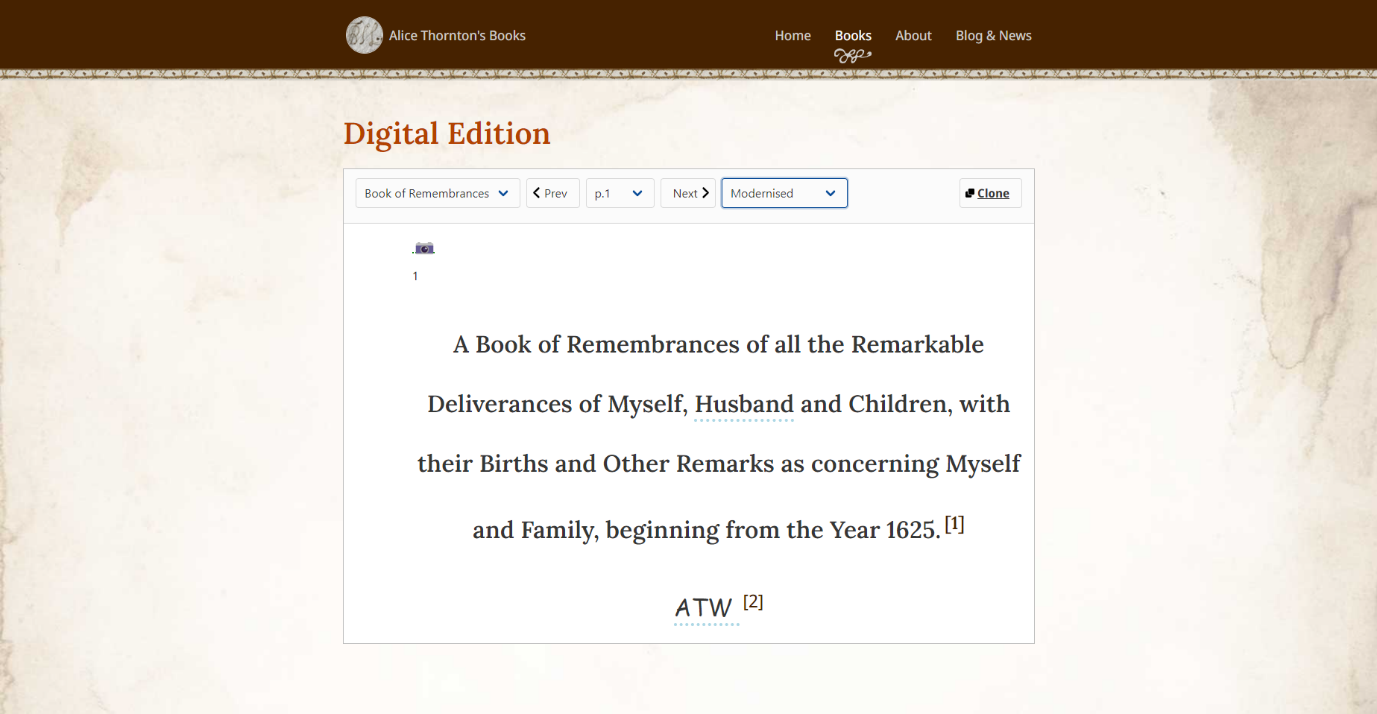 Alice Thornton's Books
Home Books About Blog & News
Digital Edition
Book of Remembrances Prev p.1 Next Modernised Clone
1
A Book of Remembrances of all the Remarkable
Deliverances of Myself, Husband and Children, with
their Births and Other Remarks as concerning Myself
and Family, beginning from the Year 1625. [1]
ATW [2]